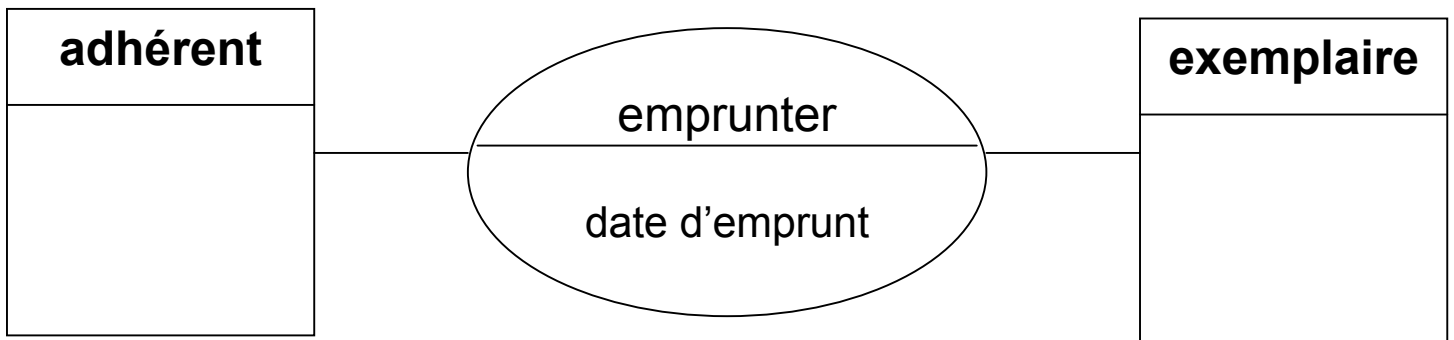 adhérent
emprunter
date d’emprunt
exemplaire